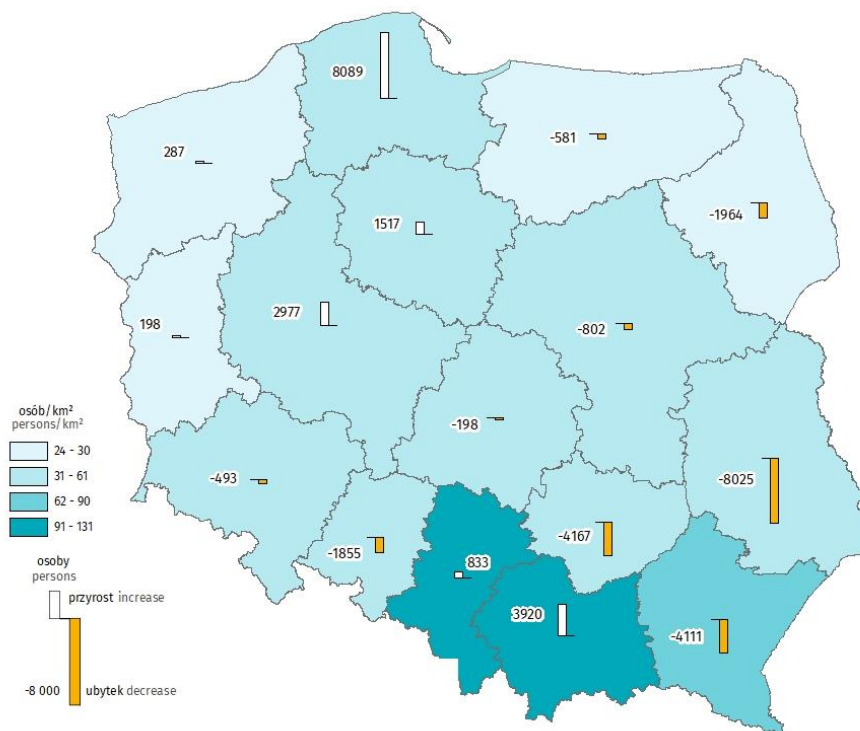 8089
-581
287
-1964
1517
2977
198
-802
osób/km²
persons/km²
24 - 30
31 - 61
62 - 90
91 - 131
-198
-493
-8025
-4167
-1855
833
3920
-4111
osoby
persons
przyrost increase
-8 000
ubytek decrease